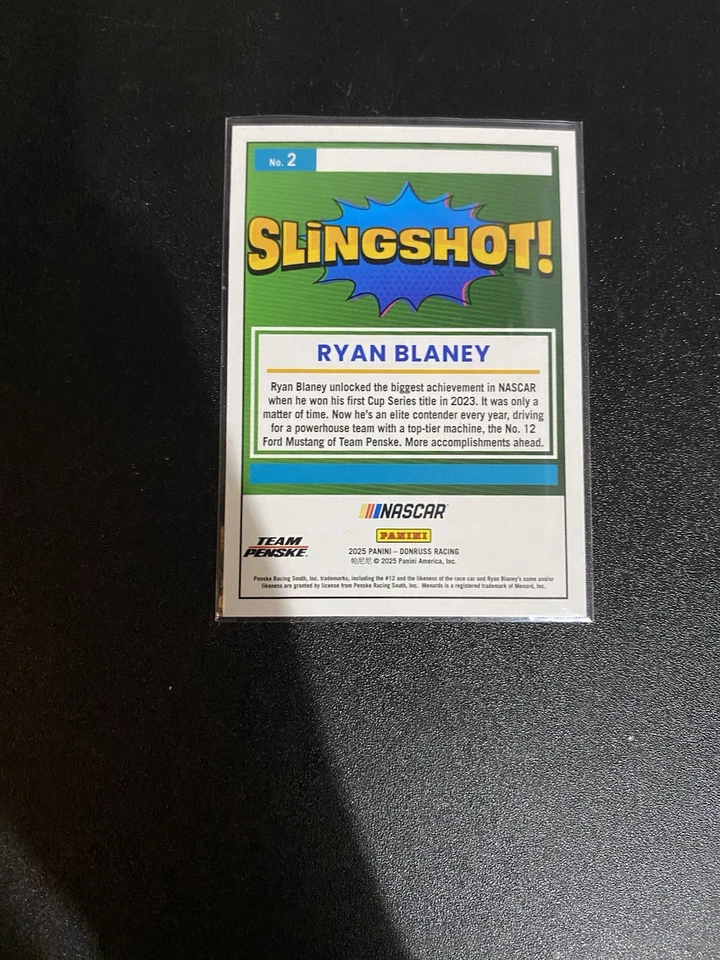 No. 2
SLiNGSHOT!
RYAN BLANEY
Ryan Blaney unlocked the biggest achievement in NASCAR
when he won his first Cup Series title in 2023. It was only a
matter of time. Now he's an elite contender every year, driving
for a powerhouse team with a top-tier machine, the No. 12
Ford Mustang of Team Penske. More accomplishments ahead.
NASCAR
PANINI
TEAM
PENSKE
2025 PANINI – DONRUSS RACING
帕尼尼 © 2025 Panini America, Inc.
Penske Racing South, Inc. trademarks, including the #12 and the likeness of the race car and Ryan Blaney's name and/or
likeness are granted by license from Penske Racing South, Inc. Menards is a registered trademark of Menard, Inc.